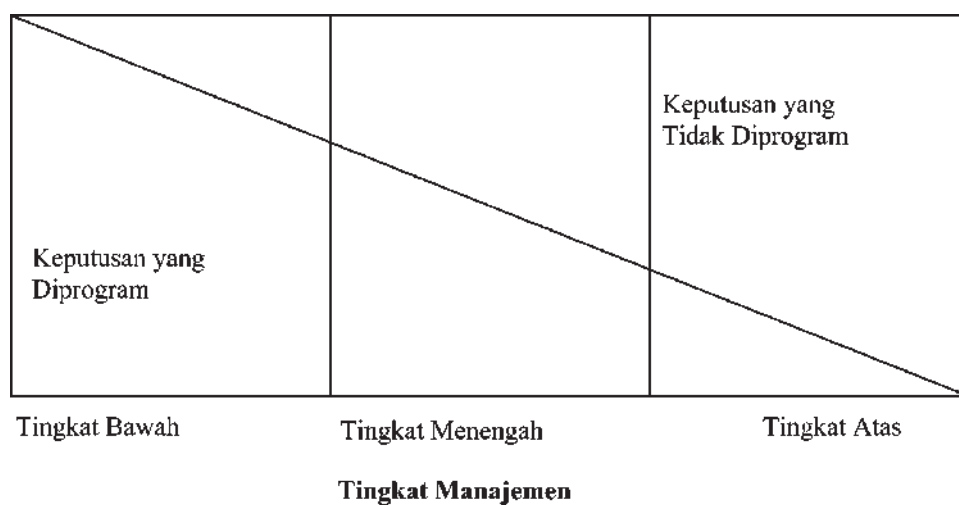 Keputusan yang
Tidak Diprogram
Keputusan yang
Diprogram
Tingkat Bawah
Tingkat Menengah
Tingkat Atas
Tingkat Manajemen